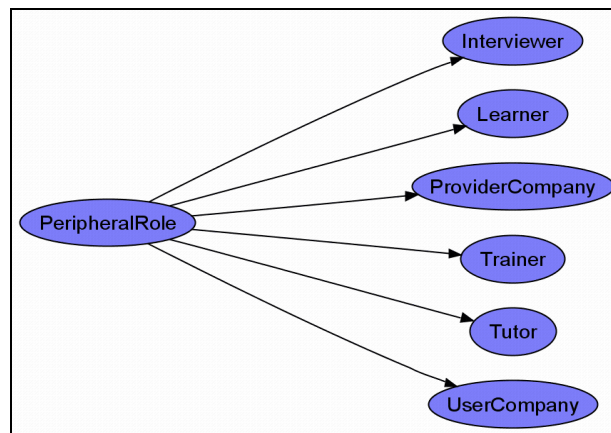 Interviewer
Learner
ProviderCompany
PeripheralRole
Trainer
Tutor
UserCompany